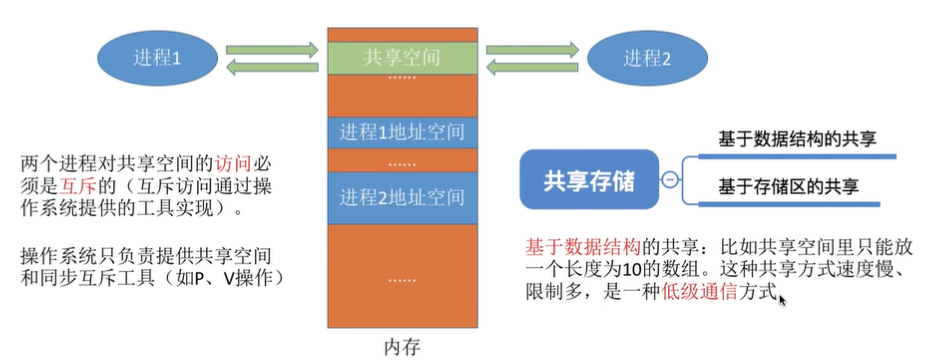 进程1
共享空间
进程2
......
进程1地址空间
......
进程2地址空间
......
内存
两个进程对共享空间的访问必
须是互斥的（互斥访问通过操
作系统提供的工具实现）。
操作系统只负责提供共享空间
和同步互斥工具（如P、V操作）
共享存储
基于数据结构的共享
基于存储区的共享
基于数据结构的共享：比如共享空间里只能放
一个长度为10的数组。这种共享方式速度慢、
限制多，是一种低级通信方式